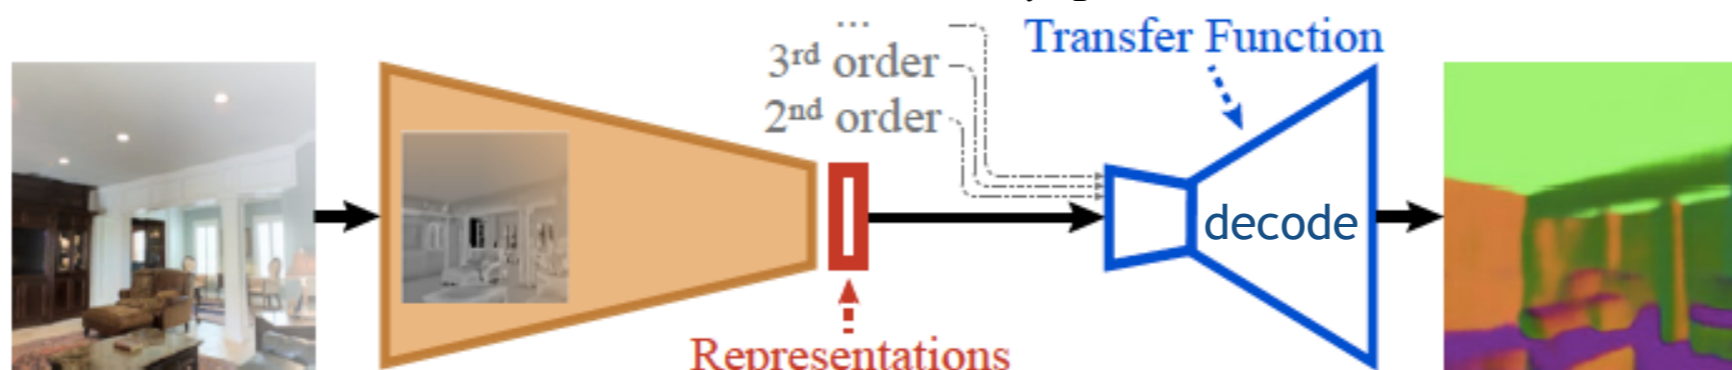 ...
Transfer Function
3rd order
2nd order
decode
Representations